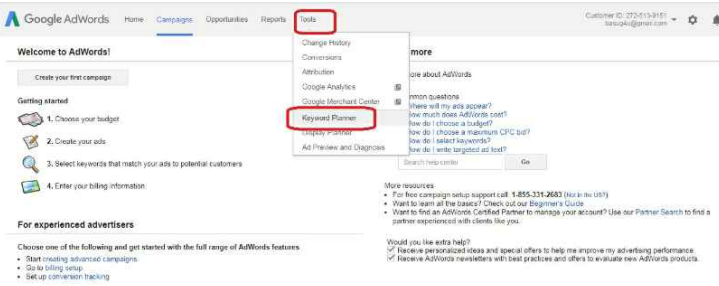 Google AdWords Home Campaigns Opportunities Reports Tools
Customer ID: 272-513-9151
Change History
Conversions
Attribution
Google Analytics
Google Merchant Center
Keyword Planner
Display Planner
Ad Preview and Diagnosis
Welcome to AdWords!
Create your first campaign
Getting started
1. Choose your budget
2. Create your ads
3. Select keywords that match your ads to potential customers
4. Enter your billing information
For experienced advertisers
Choose one of the following and get started with the full range of AdWords features
Start creating advanced campaigns
Go to billing setup
Set up conversion tracking
more
more about AdWords
mmon questions
Where will my ads appear?
How much does AdWords cost?
How do I choose a budget?
How do I choose a maximum CPC bid?
How do I select keywords?
How do I write targeted ad text?
Search help center Go
More resources
For free campaign setup support call: 1-855-331-2683 (Not in the US?)
Want to learn all the basics? Check out our Beginner's Guide
Want to find an AdWords Certified Partner to manage your account? Use our Partner Search to find a
partner experienced with clients like you.
Would you like extra help?
Receive personalized ideas and special offers to help me improve my advertising performance.
Receive AdWords newsletters with best practices and offers to evaluate new AdWords products.